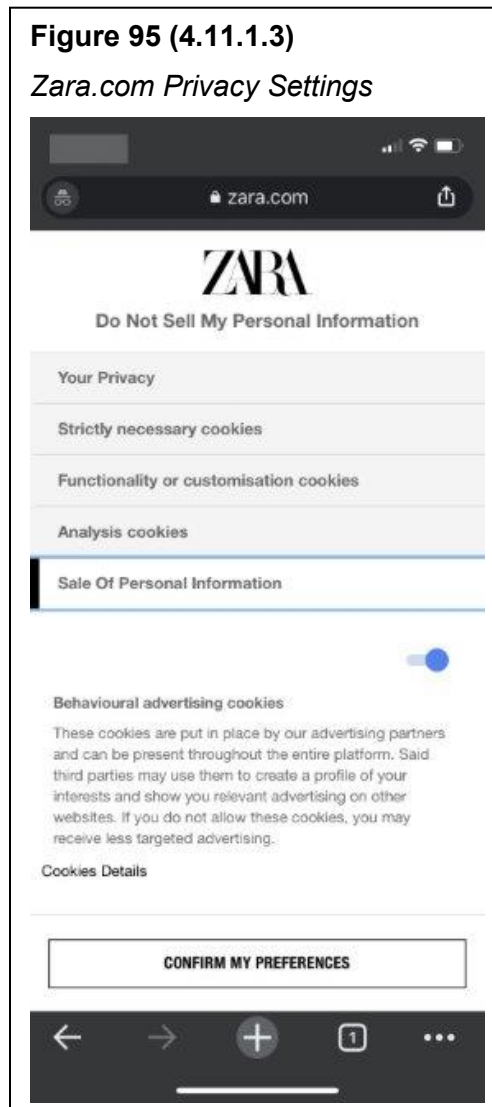 Figure 95 (4.11.1.3)
Zara.com Privacy Settings
zara.com
ZARA
Do Not Sell My Personal Information
Your Privacy
Strictly necessary cookies
Functionality or customisation cookies
Analysis cookies
Sale Of Personal Information
Behavioural advertising cookies
These cookies are put in place by our advertising partners
and can be present throughout the entire platform. Said
third parties may use them to create a profile of your
interests and show you relevant advertising on other
websites. If you do not allow these cookies, you may
receive less targeted advertising.
Cookies Details
CONFIRM MY PREFERENCES
1